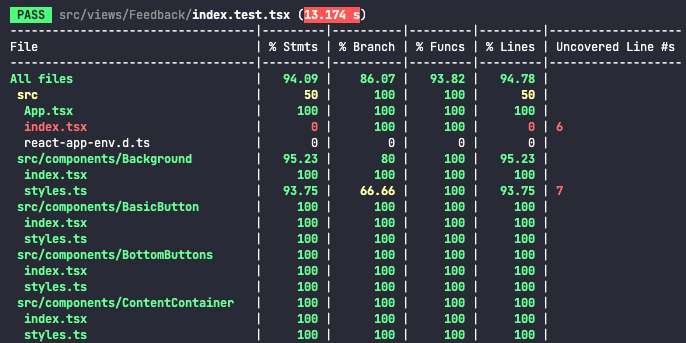 PASS src/views/Feedback/index.test.tsx (13.174 s)
-----------------------------------|---------|----------|---------|---------|-------------------
File | % Stmts | % Branch | % Funcs | % Lines | Uncovered Line #s
-----------------------------------|---------|----------|---------|---------|-------------------
All files | 94.09 | 86.07 | 93.82 | 94.78 |
src | 50 | 100 | 100 | 50 |
App.tsx | 100 | 100 | 100 | 100 |
index.tsx | 0 | 100 | 100 | 0 | 6
react-app-env.d.ts | 0 | 0 | 0 | 0 |
src/components/Background | 95.23 | 80 | 100 | 95.23 |
index.tsx | 100 | 100 | 100 | 100 |
styles.ts | 93.75 | 66.66 | 100 | 93.75 | 7
src/components/BasicButton | 100 | 100 | 100 | 100 |
index.tsx | 100 | 100 | 100 | 100 |
styles.ts | 100 | 100 | 100 | 100 |
src/components/BottomButtons | 100 | 100 | 100 | 100 |
index.tsx | 100 | 100 | 100 | 100 |
styles.ts | 100 | 100 | 100 | 100 |
src/components/ContentContainer | 100 | 100 | 100 | 100 |
index.tsx | 100 | 100 | 100 | 100 |
styles.ts | 100 | 100 | 100 | 100 |